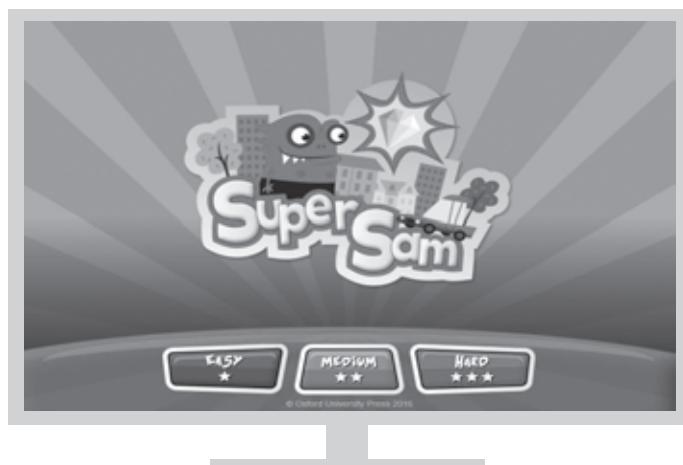 Super
Sam
EASY
MEDIUM
HARD
© Oxford University Press 2016